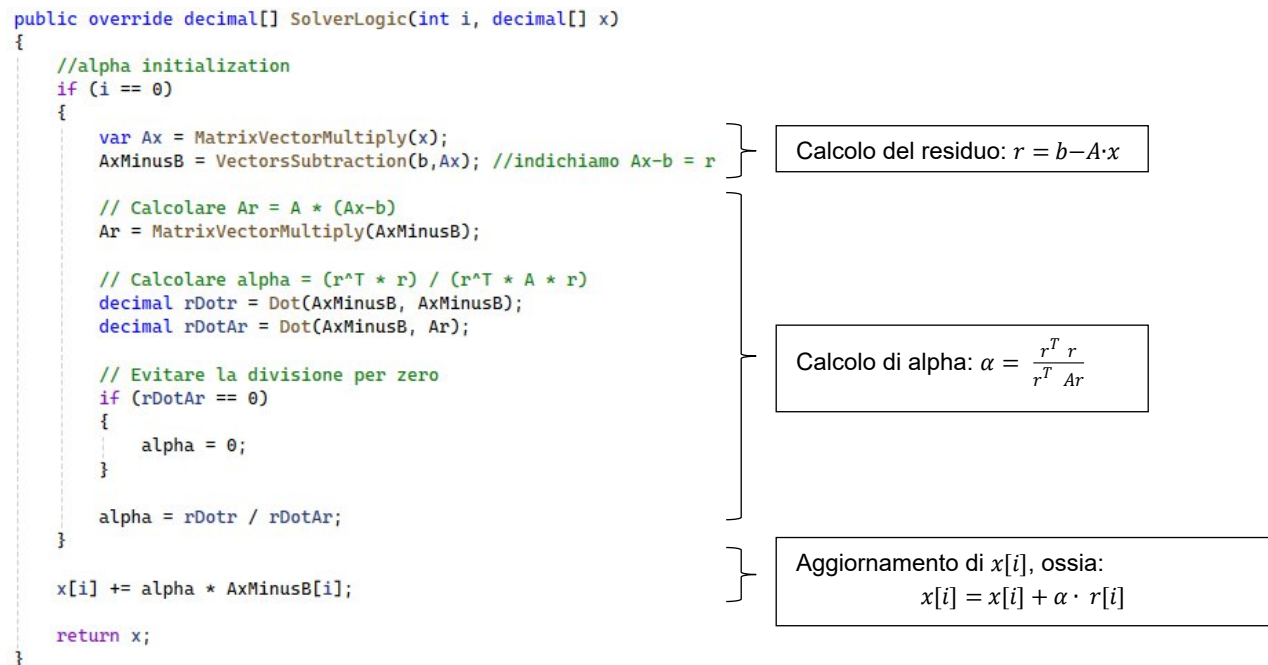 public override decimal[] SolverLogic(int i, decimal[] x)
{
    //alpha initialization
    if (i == 0)
    {
        var Ax = MatrixVectorMultiply(x);
        AxMinusB = VectorsSubtraction(b,Ax); //indichiamo Ax-b = r

        // Calcolare Ar = A * (Ax-b)
        Ar = MatrixVectorMultiply(AxMinusB);

        // Calcolare alpha = (r^T * r) / (r^T * A * r)
        decimal rDotr = Dot(AxMinusB, AxMinusB);
        decimal rDotAr = Dot(AxMinusB, Ar);

        // Evitare la divisione per zero
        if (rDotAr == 0)
        {
            alpha = 0;
        }

        alpha = rDotr / rDotAr;
    }

    x[i] += alpha * AxMinusB[i];

    return x;
}
Calcolo del residuo: r = b−A·x
Calcolo di alpha: α = r^T r / r^T Ar
Aggiornamento di x[i], ossia:
x[i] = x[i] + α · r[i]